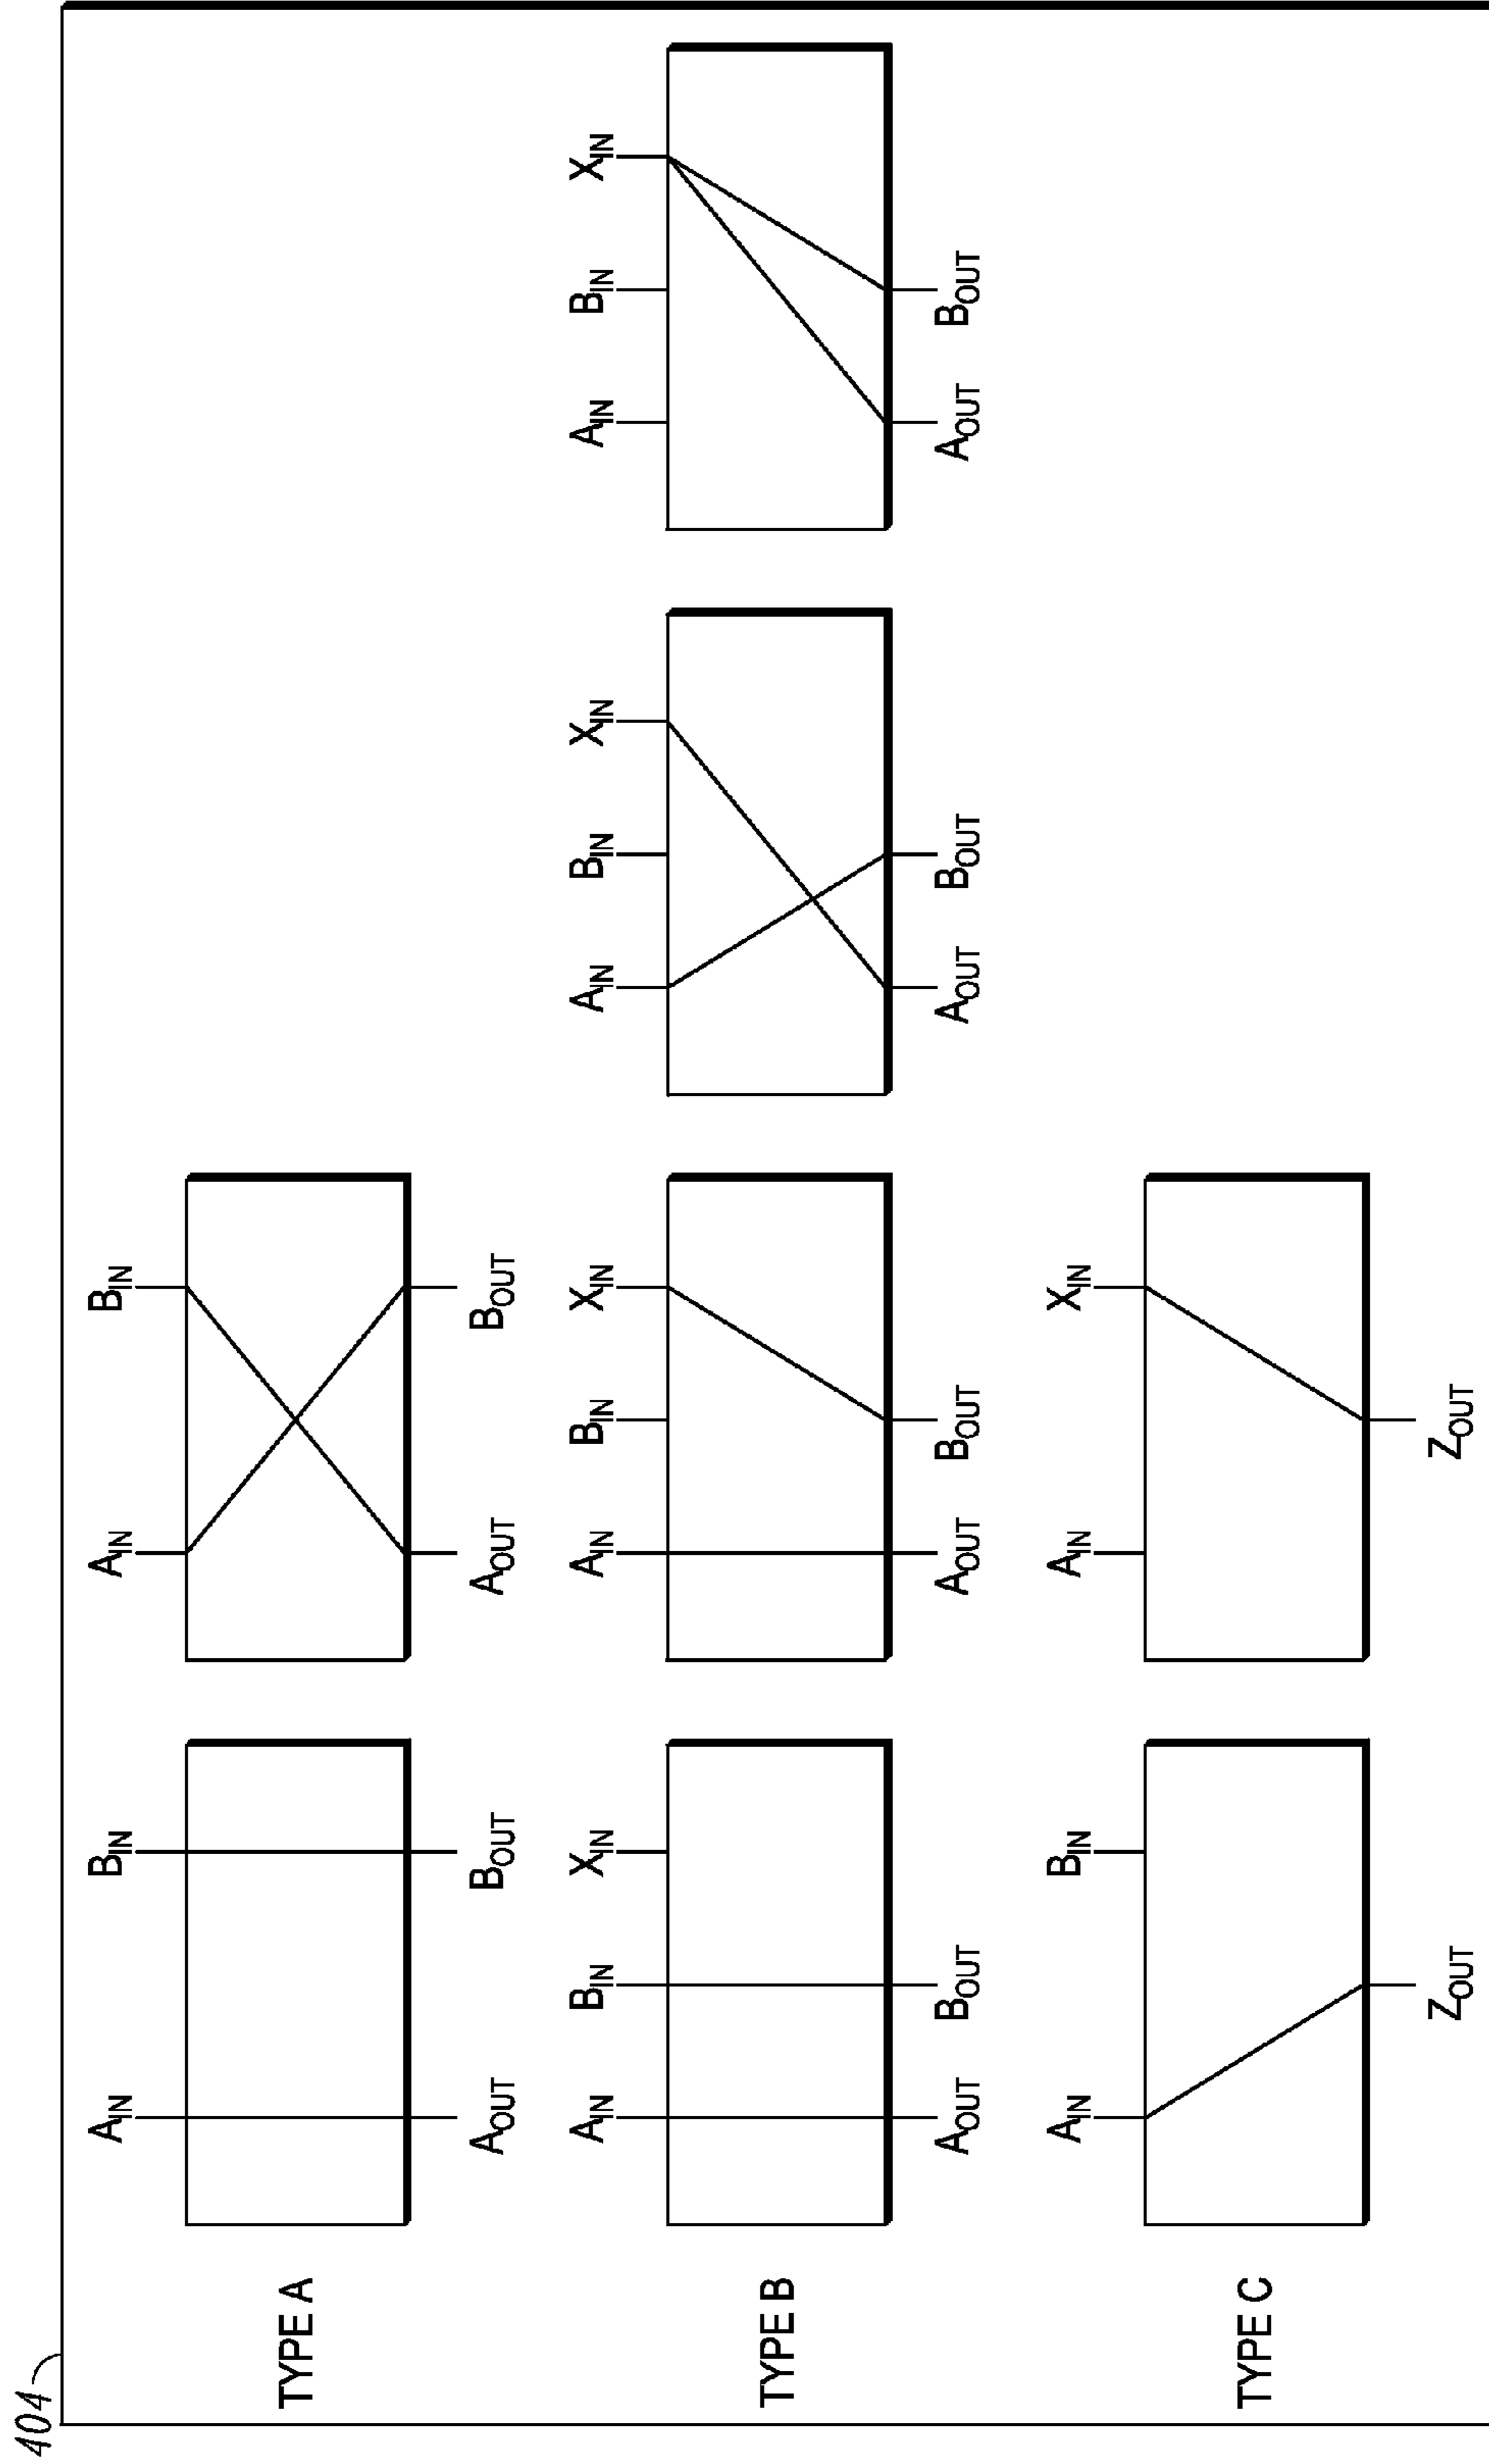 404
A_IN B_IN A_IN B_IN
TYPE A
A_OUT B_OUT A_OUT B_OUT
A_IN B_IN X_IN A_IN B_IN X_IN A_IN B_IN X_IN A_IN B_IN X_IN
TYPE B
A_OUT B_OUT A_OUT B_OUT A_OUT B_OUT A_OUT B_OUT
A_IN B_IN A_IN X_IN
TYPE C
Z_OUT Z_OUT